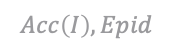 Acc(I), Epid